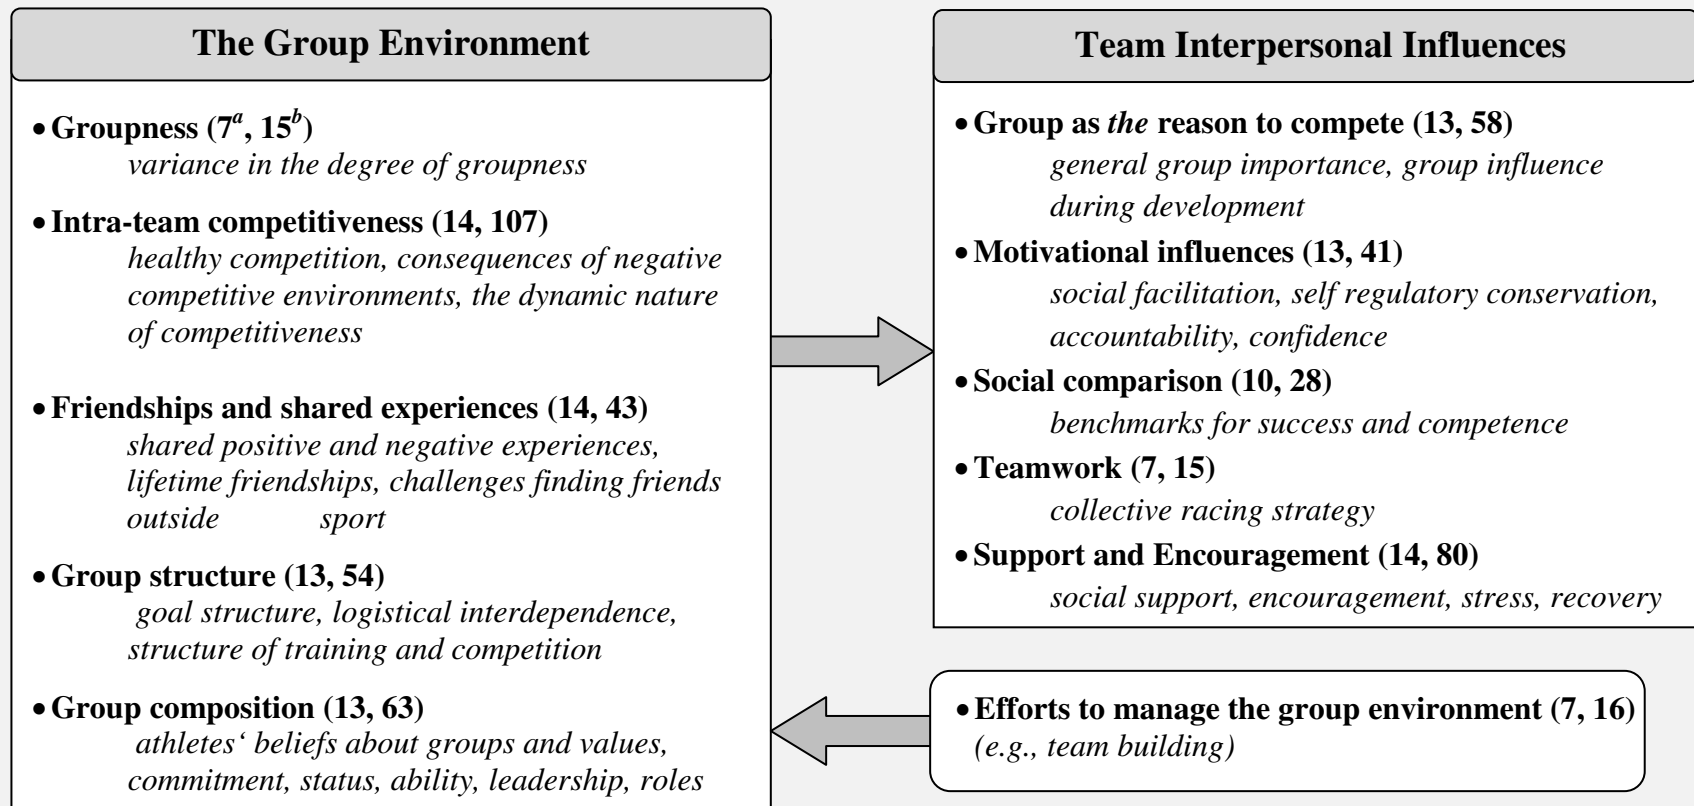 The Group Environment
• Groupness (7a, 15b)
variance in the degree of groupness
• Intra-team competitiveness (14, 107)
healthy competition, consequences of negative
competitive environments, the dynamic nature
of competitiveness
• Friendships and shared experiences (14, 43)
shared positive and negative experiences,
lifetime friendships, challenges finding friends
outside sport
• Group structure (13, 54)
goal structure, logistical interdependence,
structure of training and competition
• Group composition (13, 63)
athletes‘ beliefs about groups and values,
commitment, status, ability, leadership, roles
Team Interpersonal Influences
• Group as the reason to compete (13, 58)
general group importance, group influence
during development
• Motivational influences (13, 41)
social facilitation, self regulatory conservation,
accountability, confidence
• Social comparison (10, 28)
benchmarks for success and competence
• Teamwork (7, 15)
collective racing strategy
• Support and Encouragement (14, 80)
social support, encouragement, stress, recovery
• Efforts to manage the group environment (7, 16)
(e.g., team building)